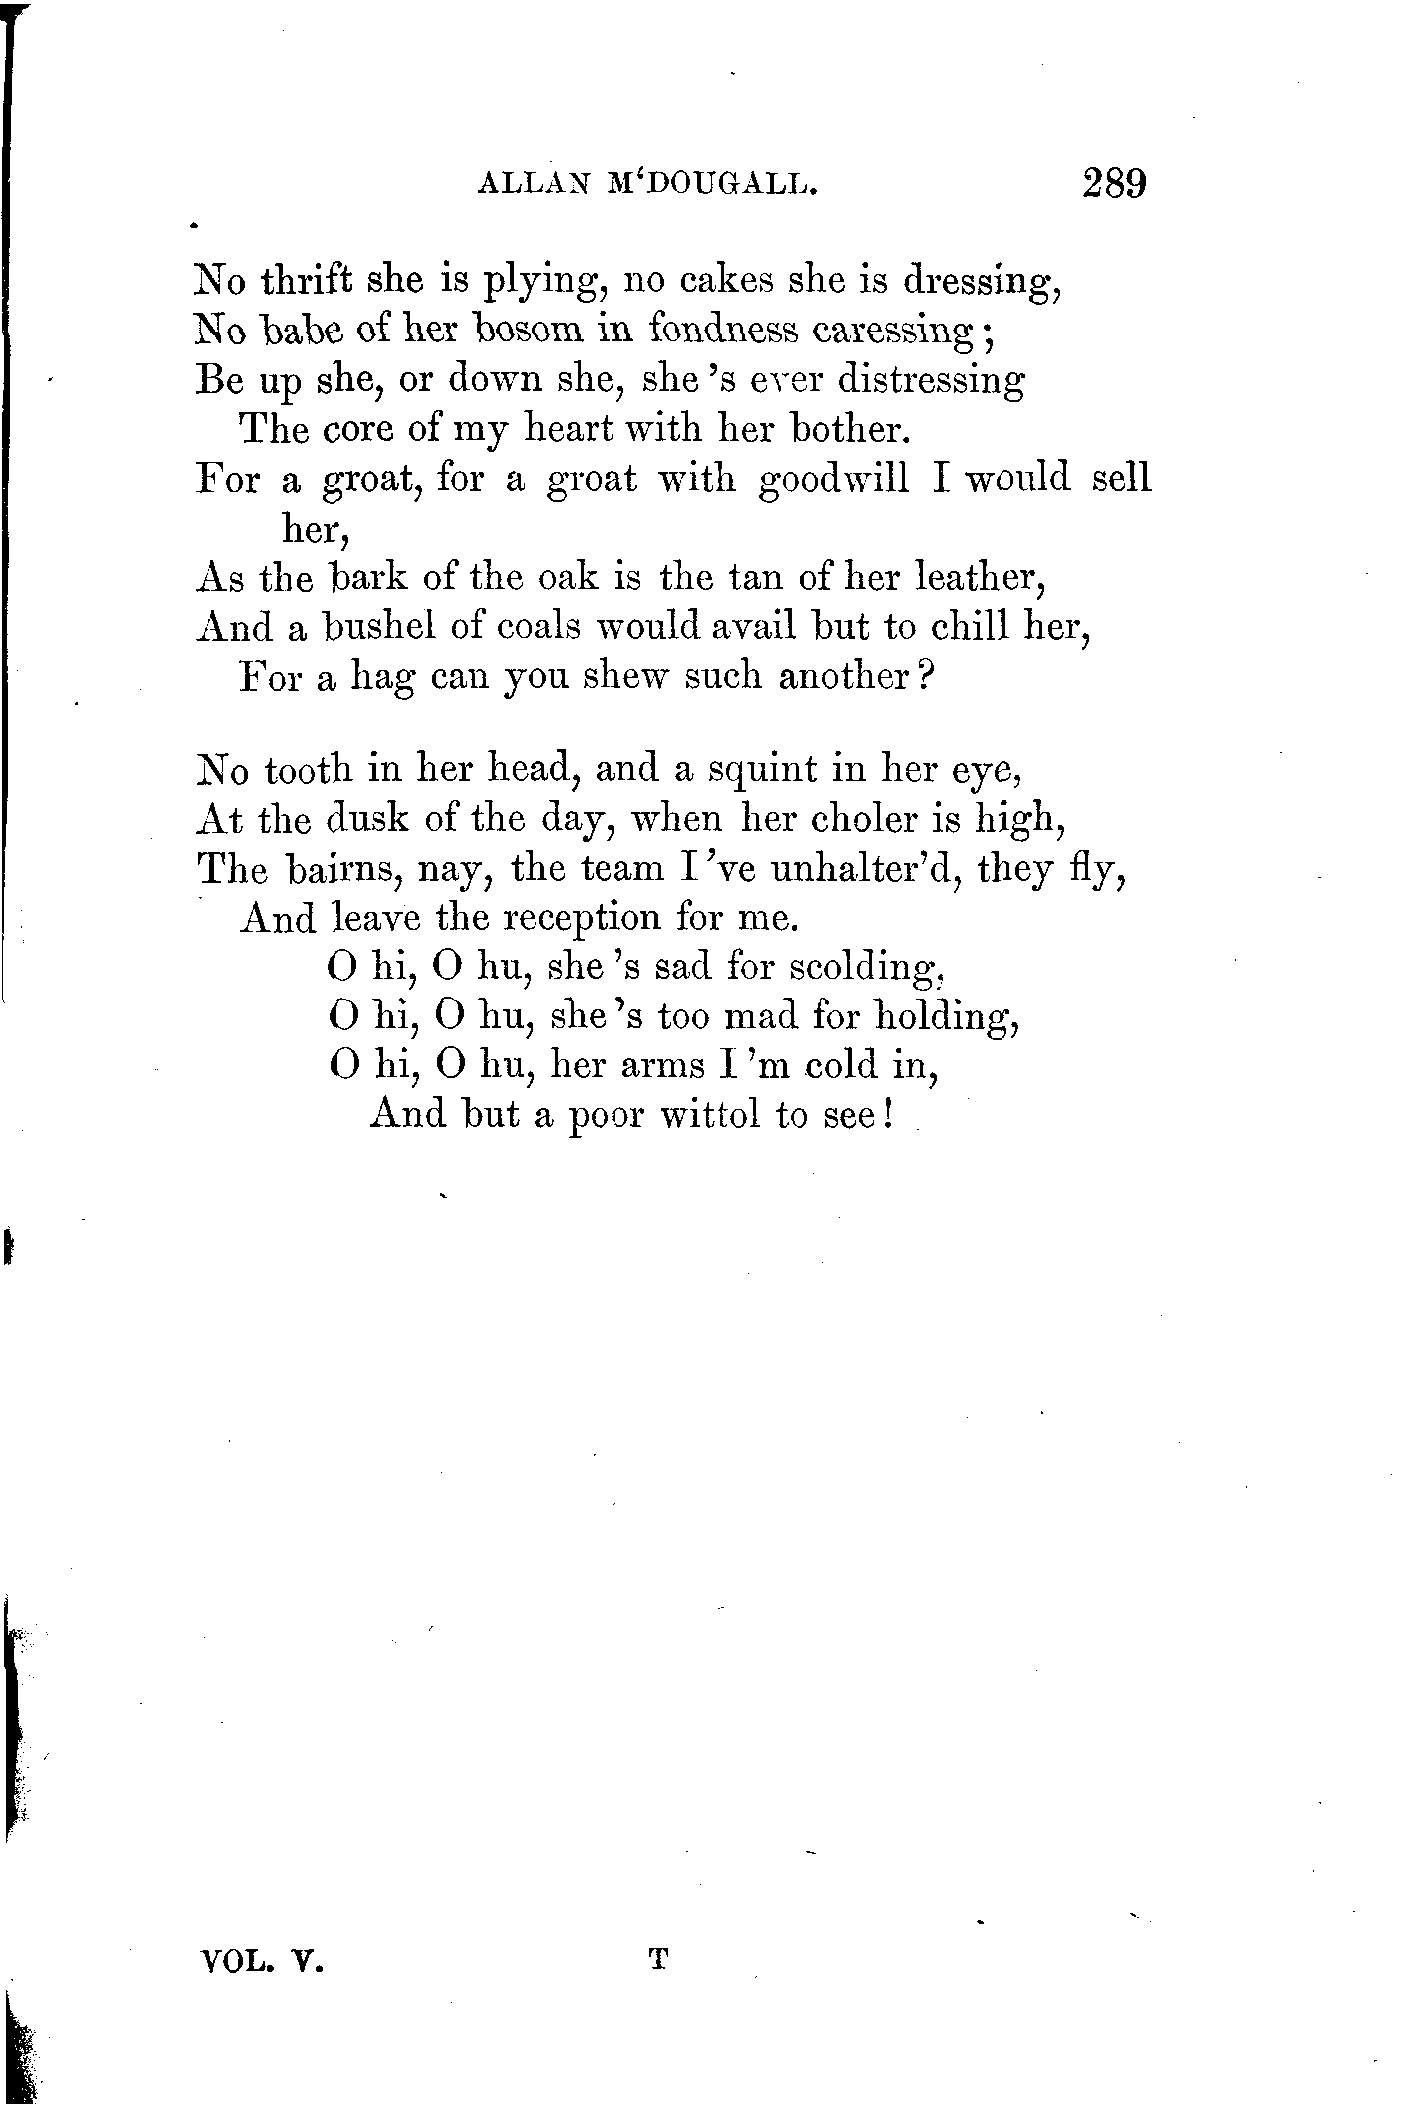 ALLAN M‘DOUGALL. 289
No thrift she is plying, no cakes she is dressing,
No babe of her bosom in fondness caressing;
Be up she, or down she, she 's ever distressing
The core of my heart with her bother.
For a groat, for a groat with goodwill I would sell
her,
As the bark of the oak is the tan of her leather,
And a bushel of coals would avail but to chill her,
For a hag can you shew such another?
No tooth in her head, and a squint in her eye,
At the dusk of the day, when her choler is high,
The bairns, nay, the team I 've unhalter'd, they fly,
And leave the reception for me.
O hi, O hu, she 's sad for scolding,
O hi, O hu, she 's too mad for holding,
O hi, O hu, her arms I 'm cold in,
And but a poor wittol to see!
VOL. V. T